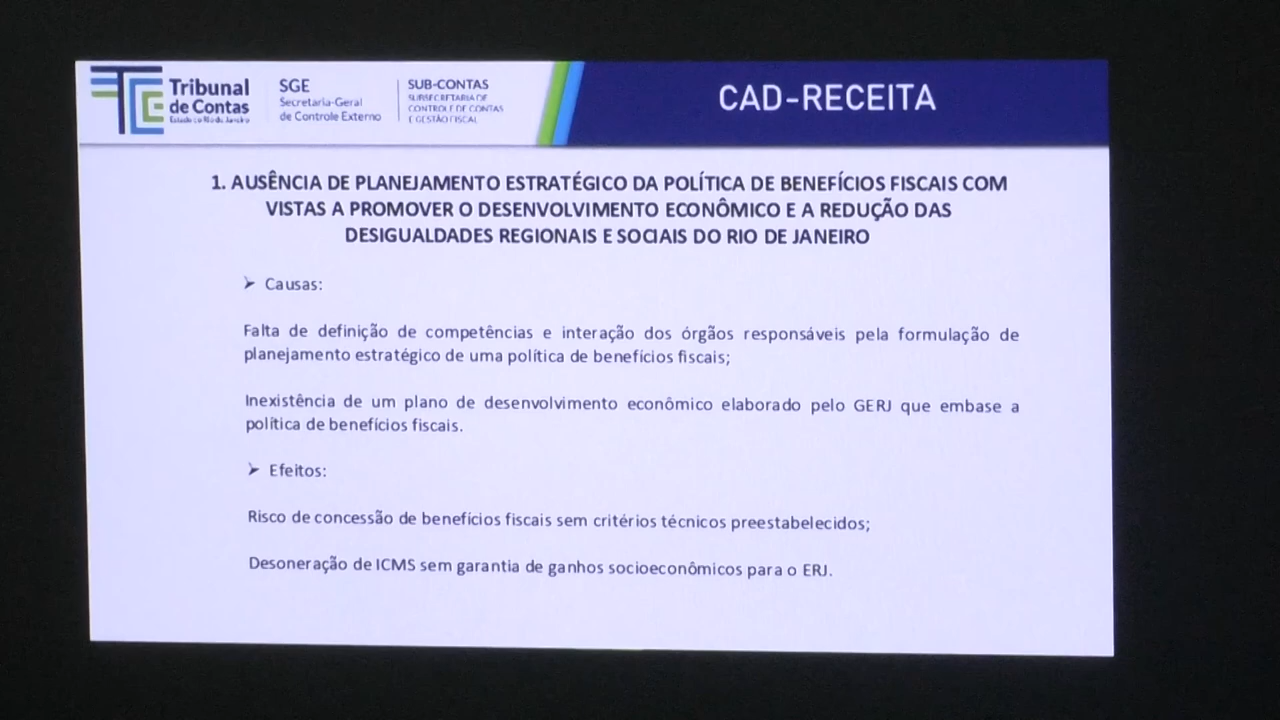 Tribunal
de Contas
Estado do Rio de Janeiro
SGE
Secretaria-Geral
de Controle Externo
SUB-CONTAS
SUBSECRETARIA DE
CONTROLE DE CONTAS
E GESTÃO FISCAL
CAD-RECEITA
1. AUSÊNCIA DE PLANEJAMENTO ESTRATÉGICO DA POLÍTICA DE BENEFÍCIOS FISCAIS COM
VISTAS A PROMOVER O DESENVOLVIMENTO ECONÔMICO E A REDUÇÃO DAS
DESIGUALDADES REGIONAIS E SOCIAIS DO RIO DE JANEIRO
➤ Causas:
Falta de definição de competências e interação dos órgãos responsáveis pela formulação de
planejamento estratégico de uma política de benefícios fiscais;
Inexistência de um plano de desenvolvimento econômico elaborado pelo GERJ que embase a
política de benefícios fiscais.
➤ Efeitos:
Risco de concessão de benefícios fiscais sem critérios técnicos preestabelecidos;
Desoneração de ICMS sem garantia de ganhos socioeconômicos para o ERJ.